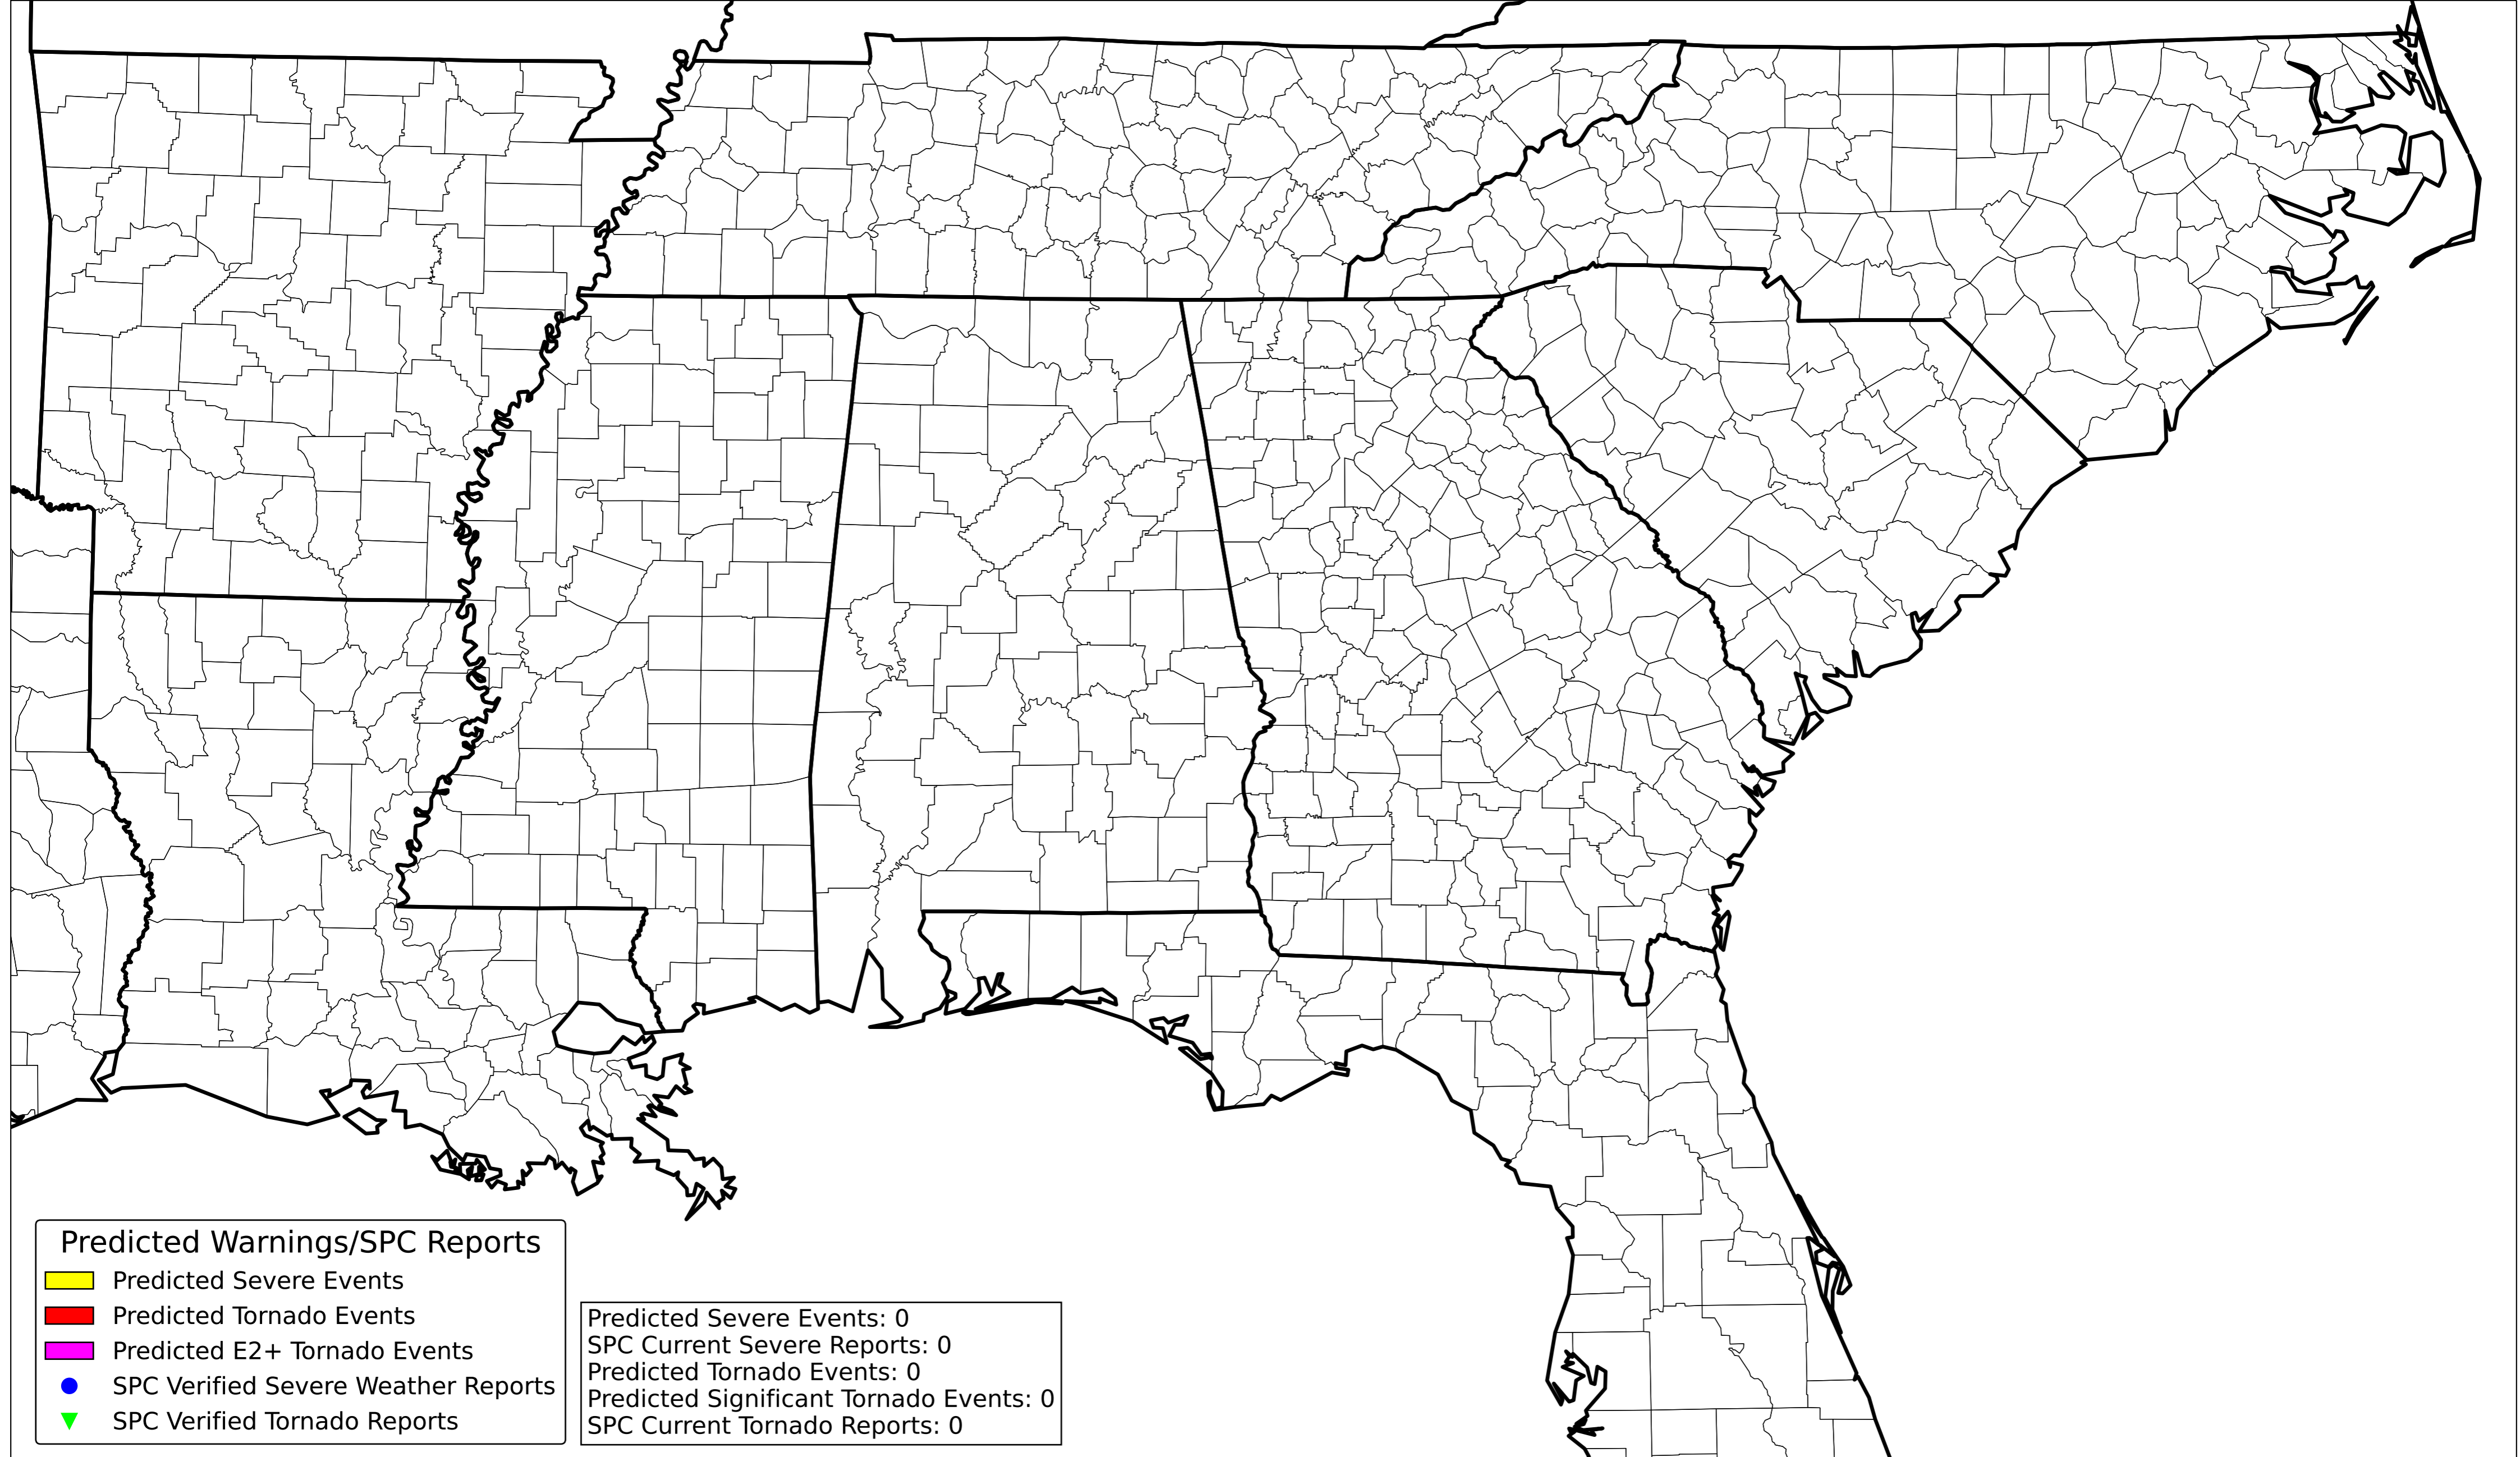 Predicted Warnings/SPC Reports
Predicted Severe Events
Predicted Tornado Events
Predicted E2+ Tornado Events
SPC Verified Severe Weather Reports
SPC Verified Tornado Reports
Predicted Severe Events: 0
SPC Current Severe Reports: 0
Predicted Tornado Events: 0
Predicted Significant Tornado Events: 0
SPC Current Tornado Reports: 0